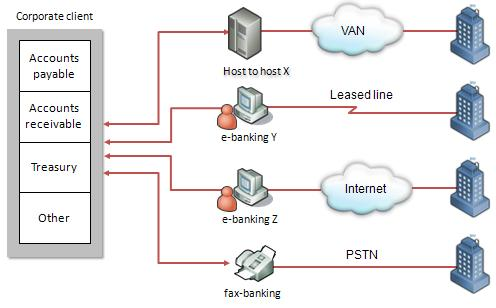 Corporate client
Accounts
payable
Accounts
receivable
Treasury
Other
Host to host X
VAN
e-banking Y
Leased line
e-banking Z
Internet
fax-banking
PSTN